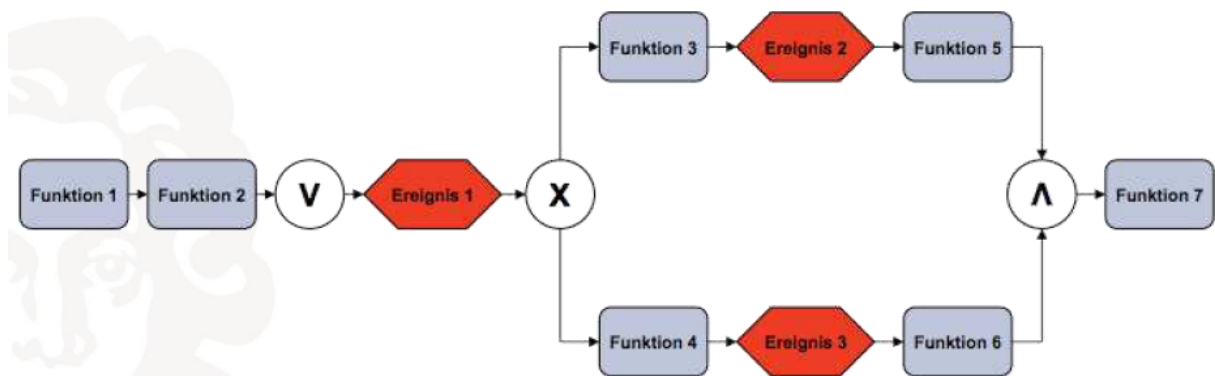 Funktion 3
Ereignis 2
Funktion 5
Funktion 1
Funktion 2
V
Ereignis 1
X
Λ
Funktion 7
Funktion 4
Ereignis 3
Funktion 6